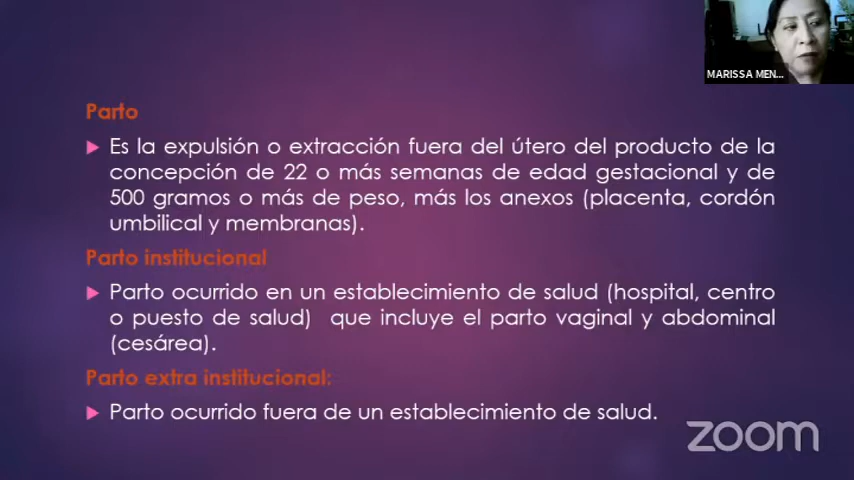 MARISSA MEN...
Parto
Es la expulsión o extracción fuera del útero del producto de la
concepción de 22 o más semanas de edad gestacional y de
500 gramos o más de peso, más los anexos (placenta, cordón
umbilical y membranas).
Parto institucional
Parto ocurrido en un establecimiento de salud (hospital, centro
o puesto de salud) que incluye el parto vaginal y abdominal
(cesárea).
Parto extra institucional:
Parto ocurrido fuera de un establecimiento de salud.
zoom